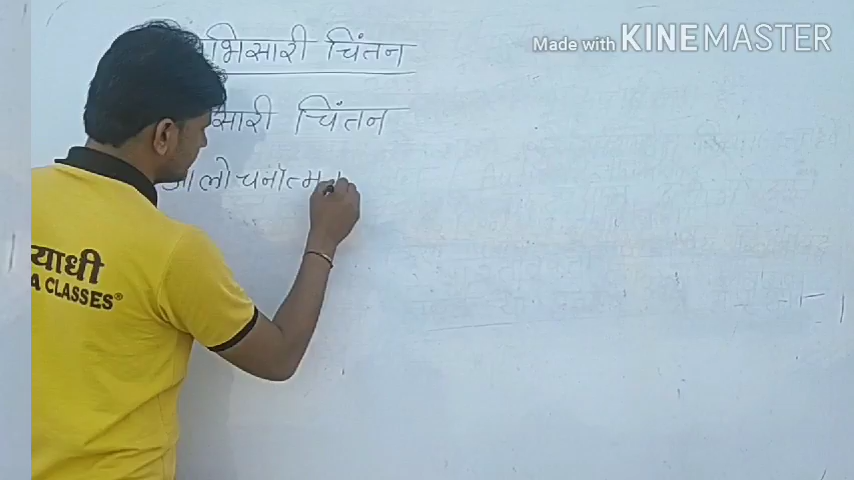 भिसारी चिंतन
Made with KINEMASTER
सारी चिंतन
आलोचनात्म
याधी
A CLASSES®